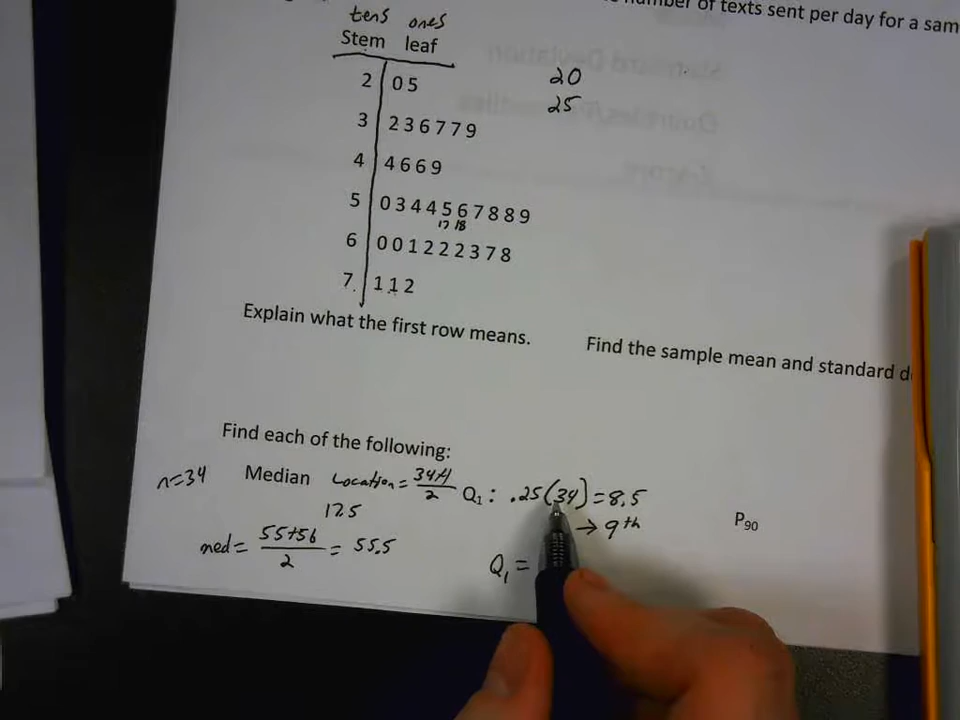 number of texts sent per day for a sam
tens ones
Stem leaf
2 0 5 20
25
3 2 3 6 7 7 9
4 4 6 6 9
5 0 3 4 4 5 6 7 8 8 9
17 18
6 0 0 1 2 2 2 3 7 8
7 1 1 2
Explain what the first row means. Find the sample mean and standard d
Find each of the following:
n=34 Median Location = 34+1/2 Q1: .25(34) = 8.5
17.5 → 9th P90
med = 55+56/2 = 55.5 Q1 =